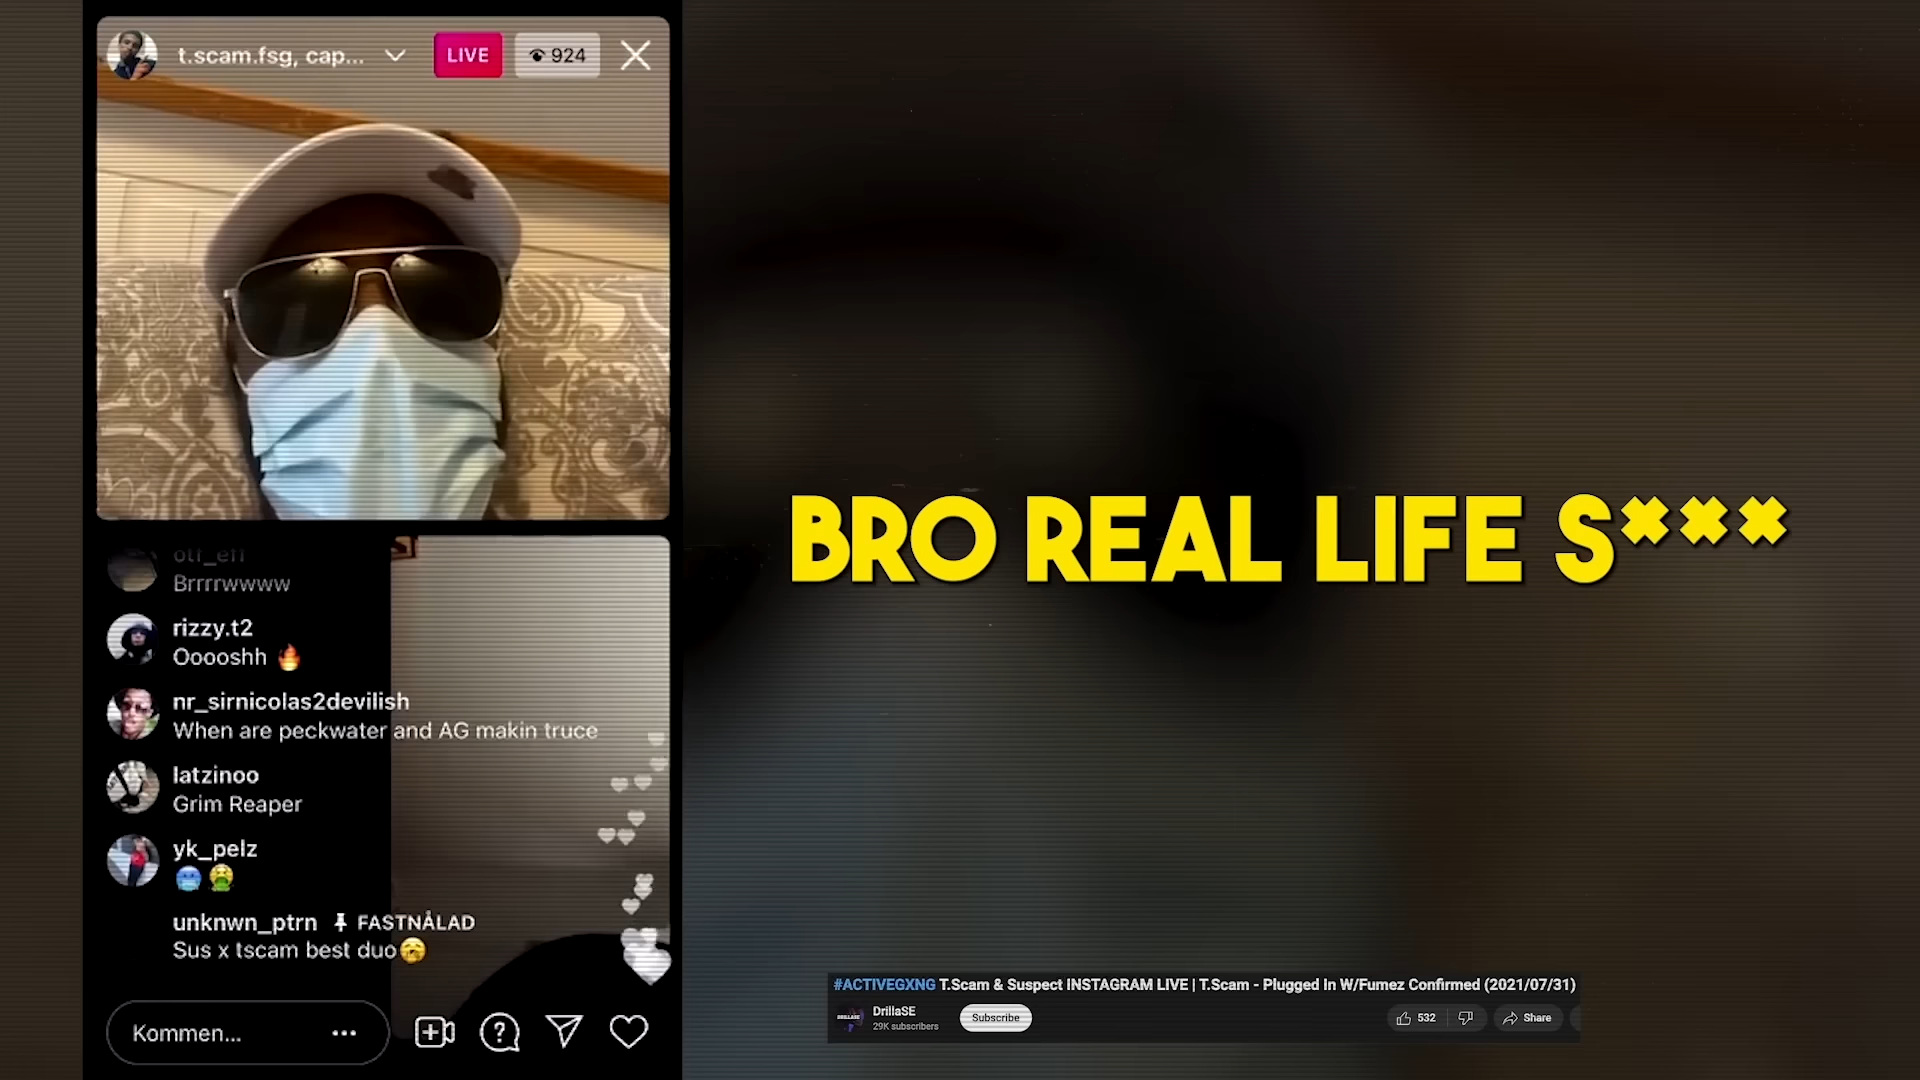 t.scam.fsg, cap...
LIVE
924
otf_eff
Brrrrwwww
rizzy.t2
Ooooshh 🔥
nr_sirnicolas2devilish
When are peckwater and AG makin truce
latzinoo
Grim Reaper
yk_pelz
🥶🤮
unknwn_ptrn FASTNÅLAD
Sus x tscam best duo🥱
Kommen...
BRO REAL LIFE S***
#ACTIVEGXNG T.Scam & Suspect INSTAGRAM LIVE | T.Scam - Plugged In W/Fumez Confirmed (2021/07/31)
DRILLASE
DrillaSE
29K subscribers
Subscribe
532
Share